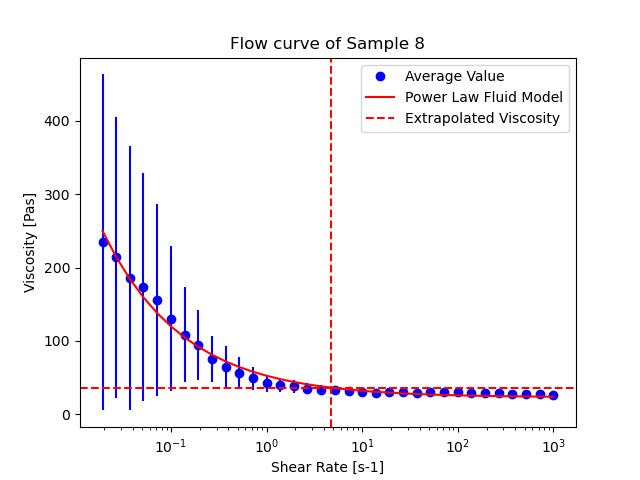 Flow curve of Sample 8
Average Value
Power Law Fluid Model
Extrapolated Viscosity
Viscosity [Pas]
400
300
200
100
0
10⁻¹ 10⁰ 10¹ 10² 10³
Shear Rate [s-1]